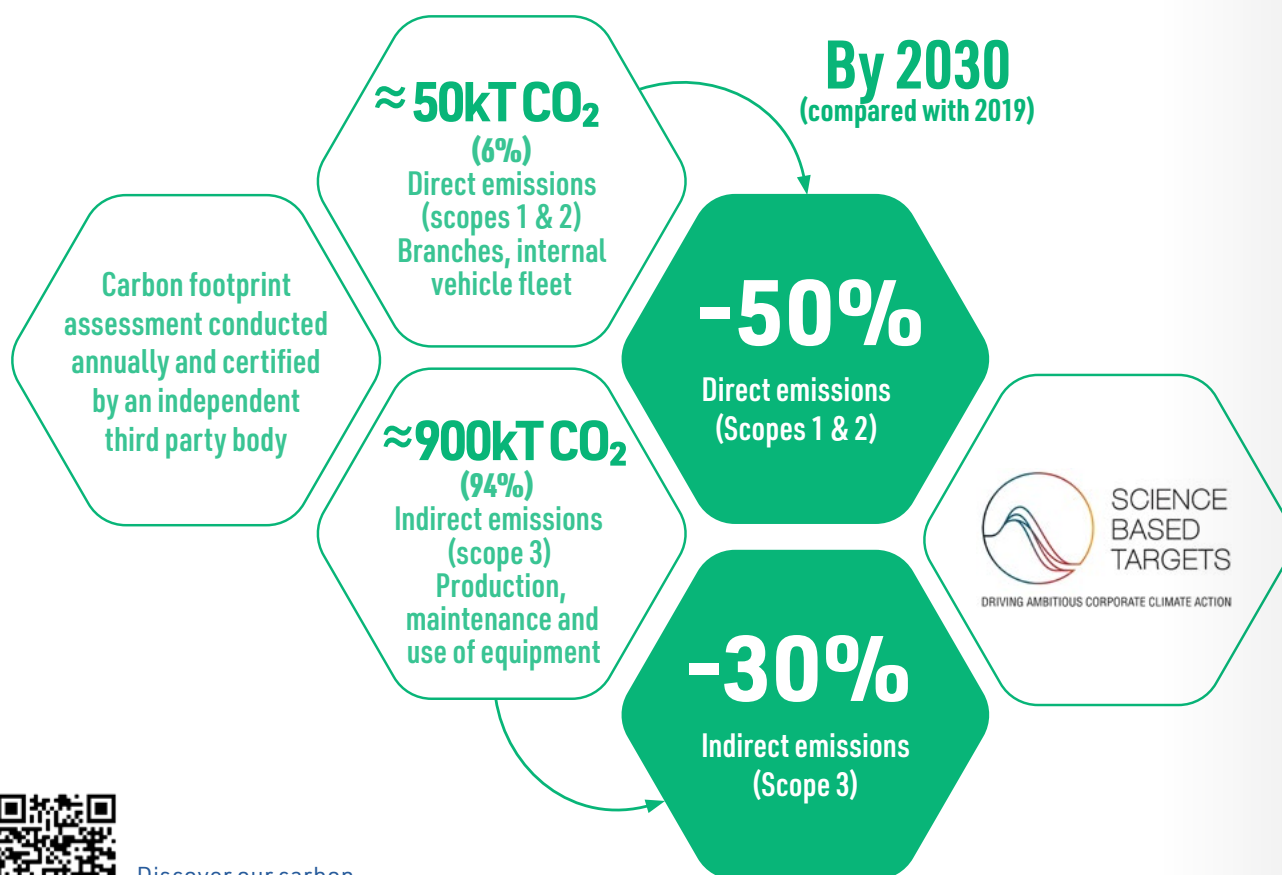 By 2030
(compared with 2019)
≈ 50kT CO₂
(6%)
Direct emissions
(scopes 1 & 2)
Branches, internal
vehicle fleet
Carbon footprint
assessment conducted
annually and certified
by an independent
third party body
-50%
Direct emissions
(Scopes 1 & 2)
≈900kT CO₂
(94%)
Indirect emissions
(scope 3)
Production,
maintenance and
use of equipment
SCIENCE
BASED
TARGETS
DRIVING AMBITIOUS CORPORATE CLIMATE ACTION
-30%
Indirect emissions
(Scope 3)
Discover our carbon